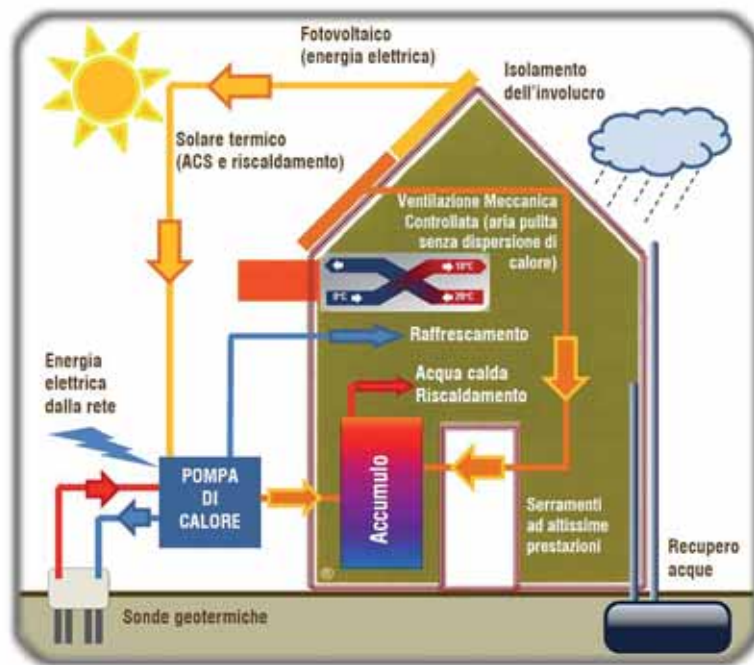 Fotovoltaico
(energia elettrica)
Isolamento
dell'involucro
Solare termico
(ACS e riscaldamento)
Ventilazione Meccanica
Controllata (aria pulita
senza dispersione di
calore)
0°C
20°C
Raffrescamento
Energia
elettrica
dalla rete
Acqua calda
Riscaldamento
POMPA
DI
CALORE
Accumulo
Serramenti
ad altissime
prestazioni
Recupero
acque
Sonde geotermiche